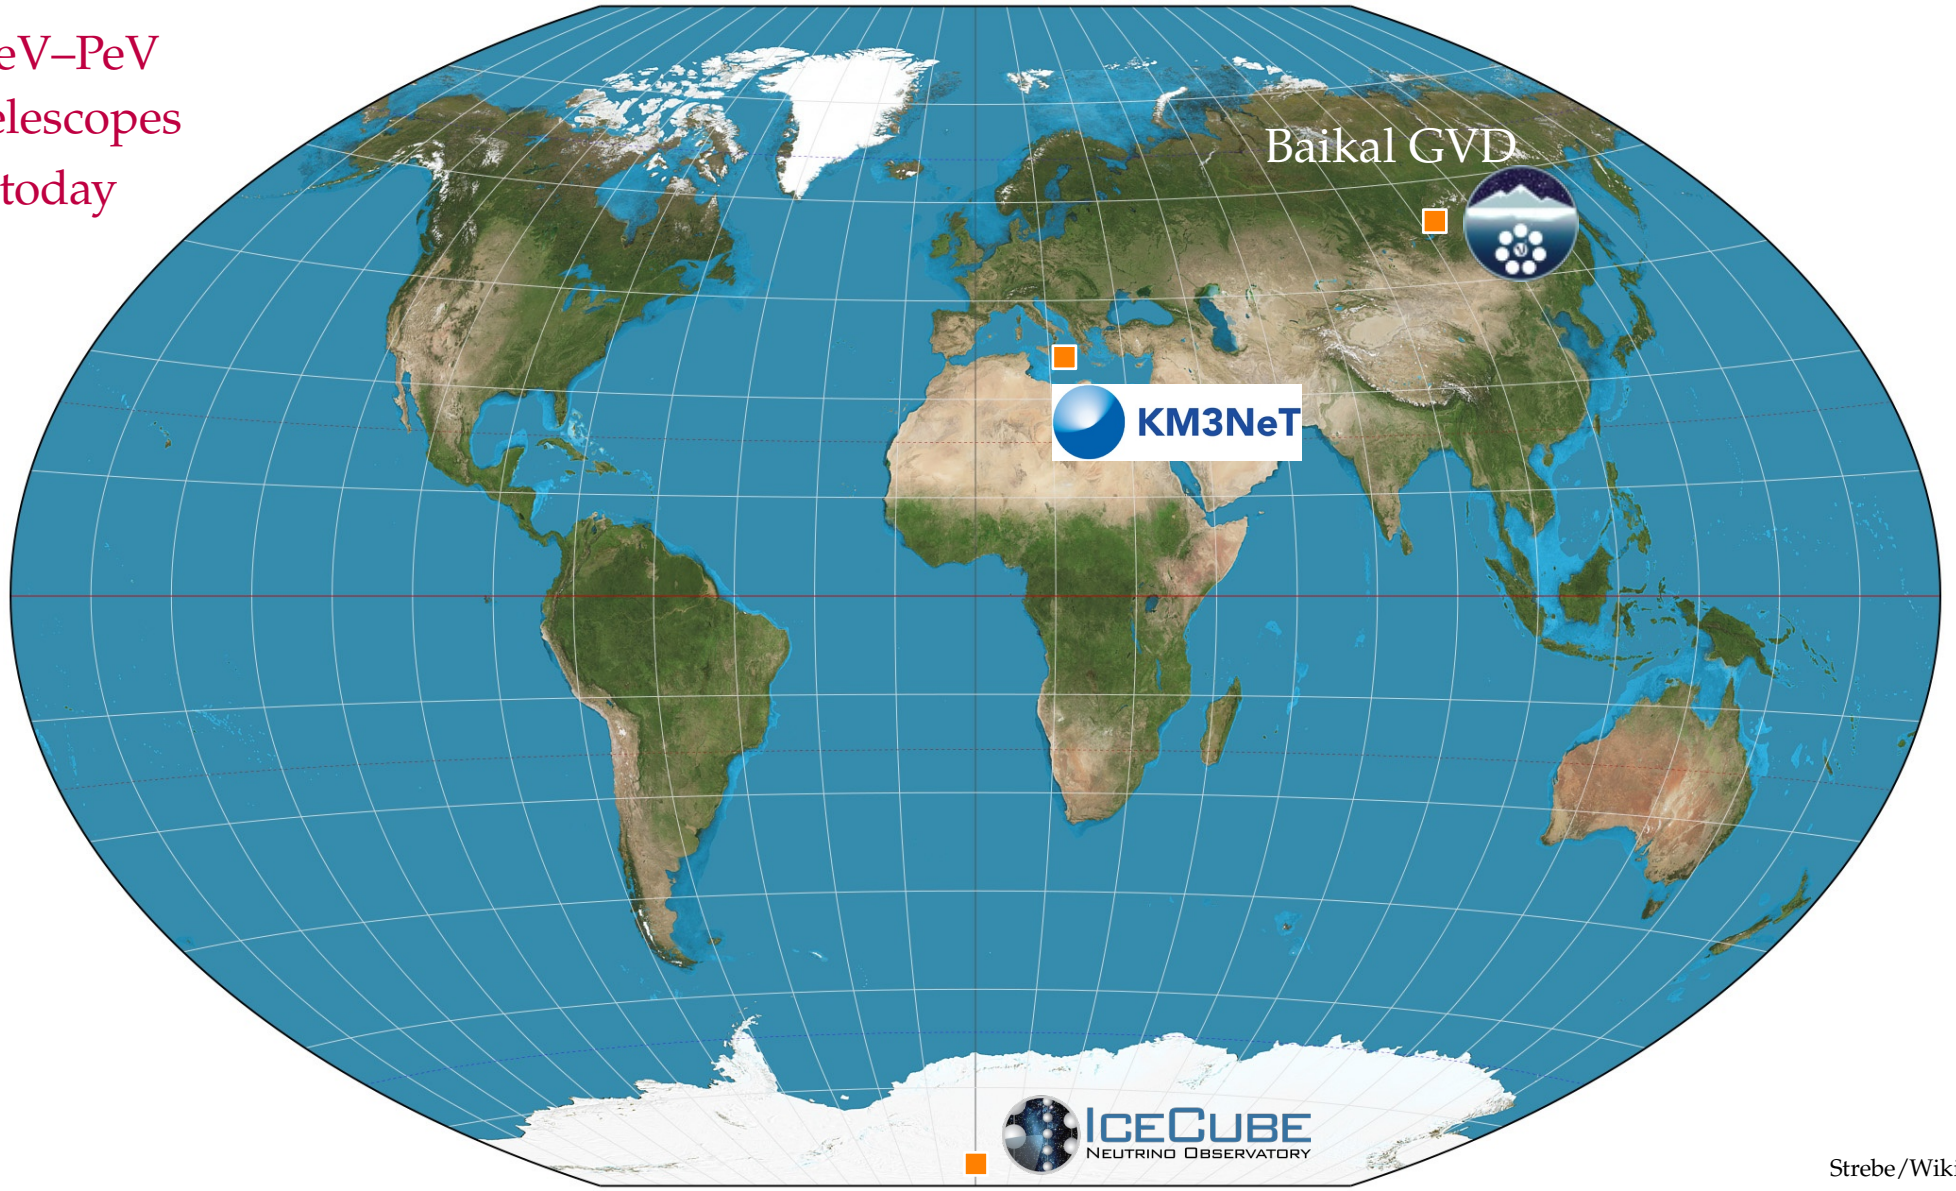 eV–PeV
elescopes
today
Baikal GVD
KM3NeT
ICECUBE
NEUTRINO OBSERVATORY
Strebe/Wiki